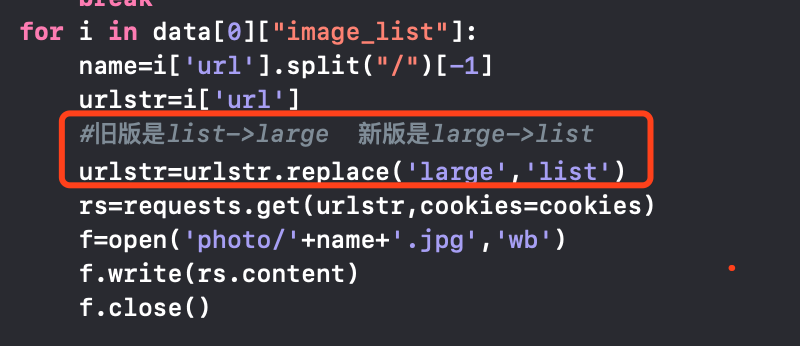 break
for i in data[0]["image_list"]:
name=i['url'].split("/")[-1]
urlstr=i['url']
#旧版是list->large  新版是large->list
urlstr=urlstr.replace('large','list')
rs=requests.get(urlstr,cookies=cookies)
f=open('photo/'+name+'.jpg','wb')
f.write(rs.content)
f.close()